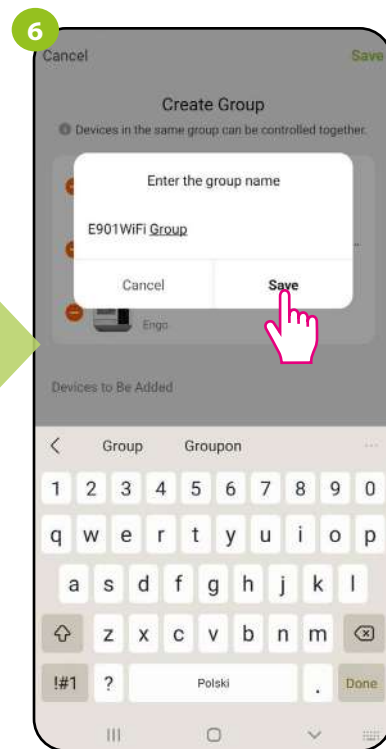 6
Cancel Save
Create Group
Devices in the same group can be controlled together.
Enter the group name
E901WiFi Group
Cancel Save
Engo
Devices to Be Added
Group Groupon ...
1 2 3 4 5 6 7 8 9 0
q w e r t y u i o p
a s d f g h j k l
z x c v b n m
!#1 ? Polski . Done